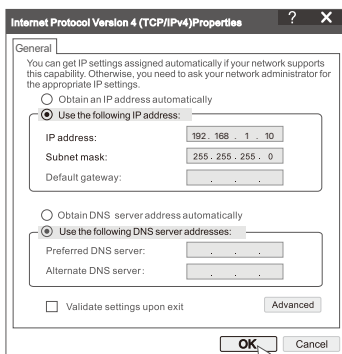 Internet Protocol Version 4 (TCP/IPv4)Properties ? X
General
You can get IP settings assigned automatically if your network supports
this capability. Otherwise, you need to ask your network administrator for
the appropriate IP settings.
Obtain an IP address automatically
Use the following IP address:
IP address: 192. 168 . 1 . 10
Subnet mask: 255. 255. 255. 0
Default gateway: . . .
Obtain DNS server address automatically
Use the following DNS server addresses:
Preferred DNS server: . . .
Alternate DNS server: . . .
Validate settings upon exit Advanced
OK Cancel